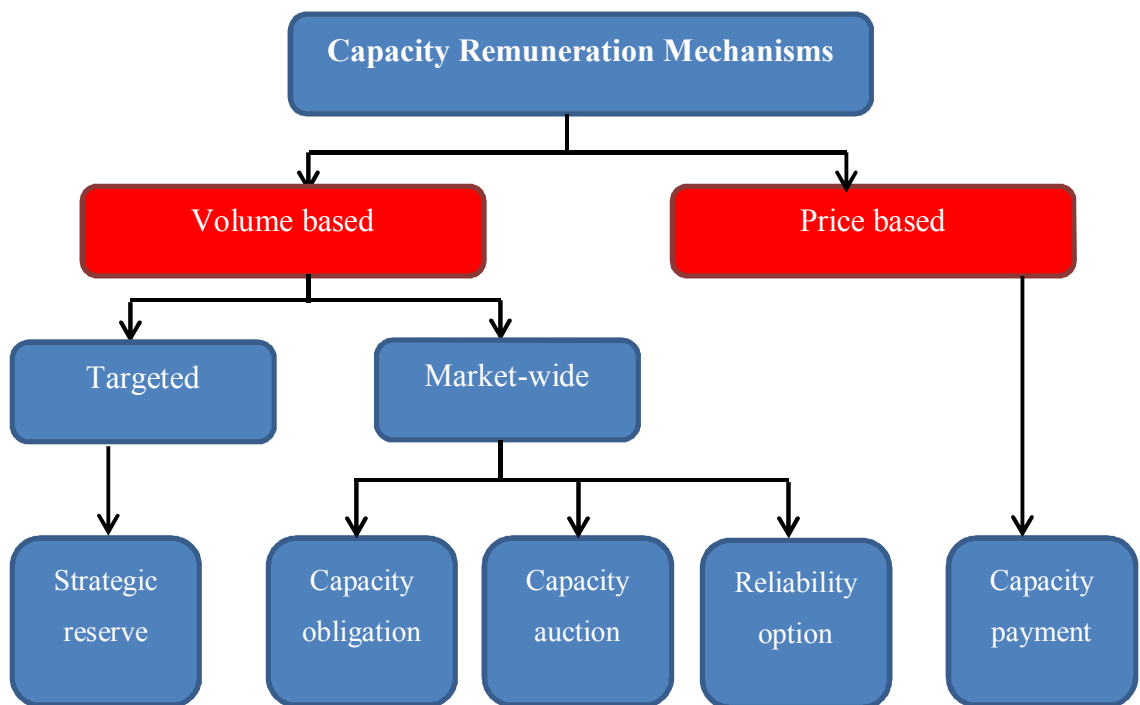 Capacity Remuneration Mechanisms
Volume based
Price based
Targeted
Market-wide
Strategic
reserve
Capacity
obligation
Capacity
auction
Reliability
option
Capacity
payment